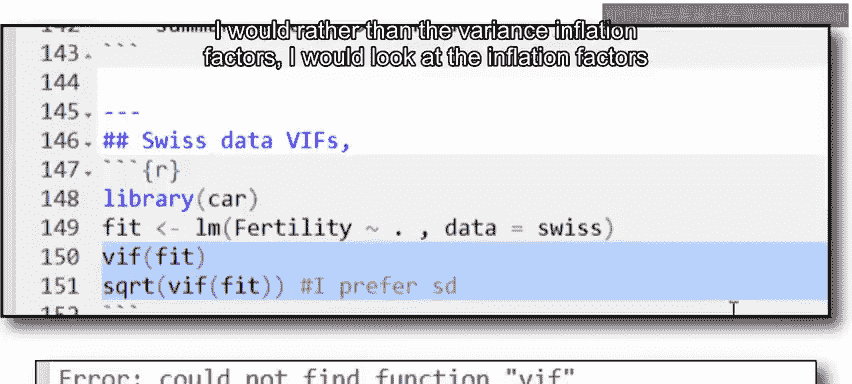 I would rather than the variance inflation
factors, I would look at the inflation factors
143 ```
144
145 ---
146 ## Swiss data VIFs,
147 ```{r}
148 library(car)
149 fit <- lm(Fertility ~ . , data = swiss)
150 vif(fit)
151 sqrt(vif(fit)) #I prefer sd
152 ```
Error: could not find function "vif"